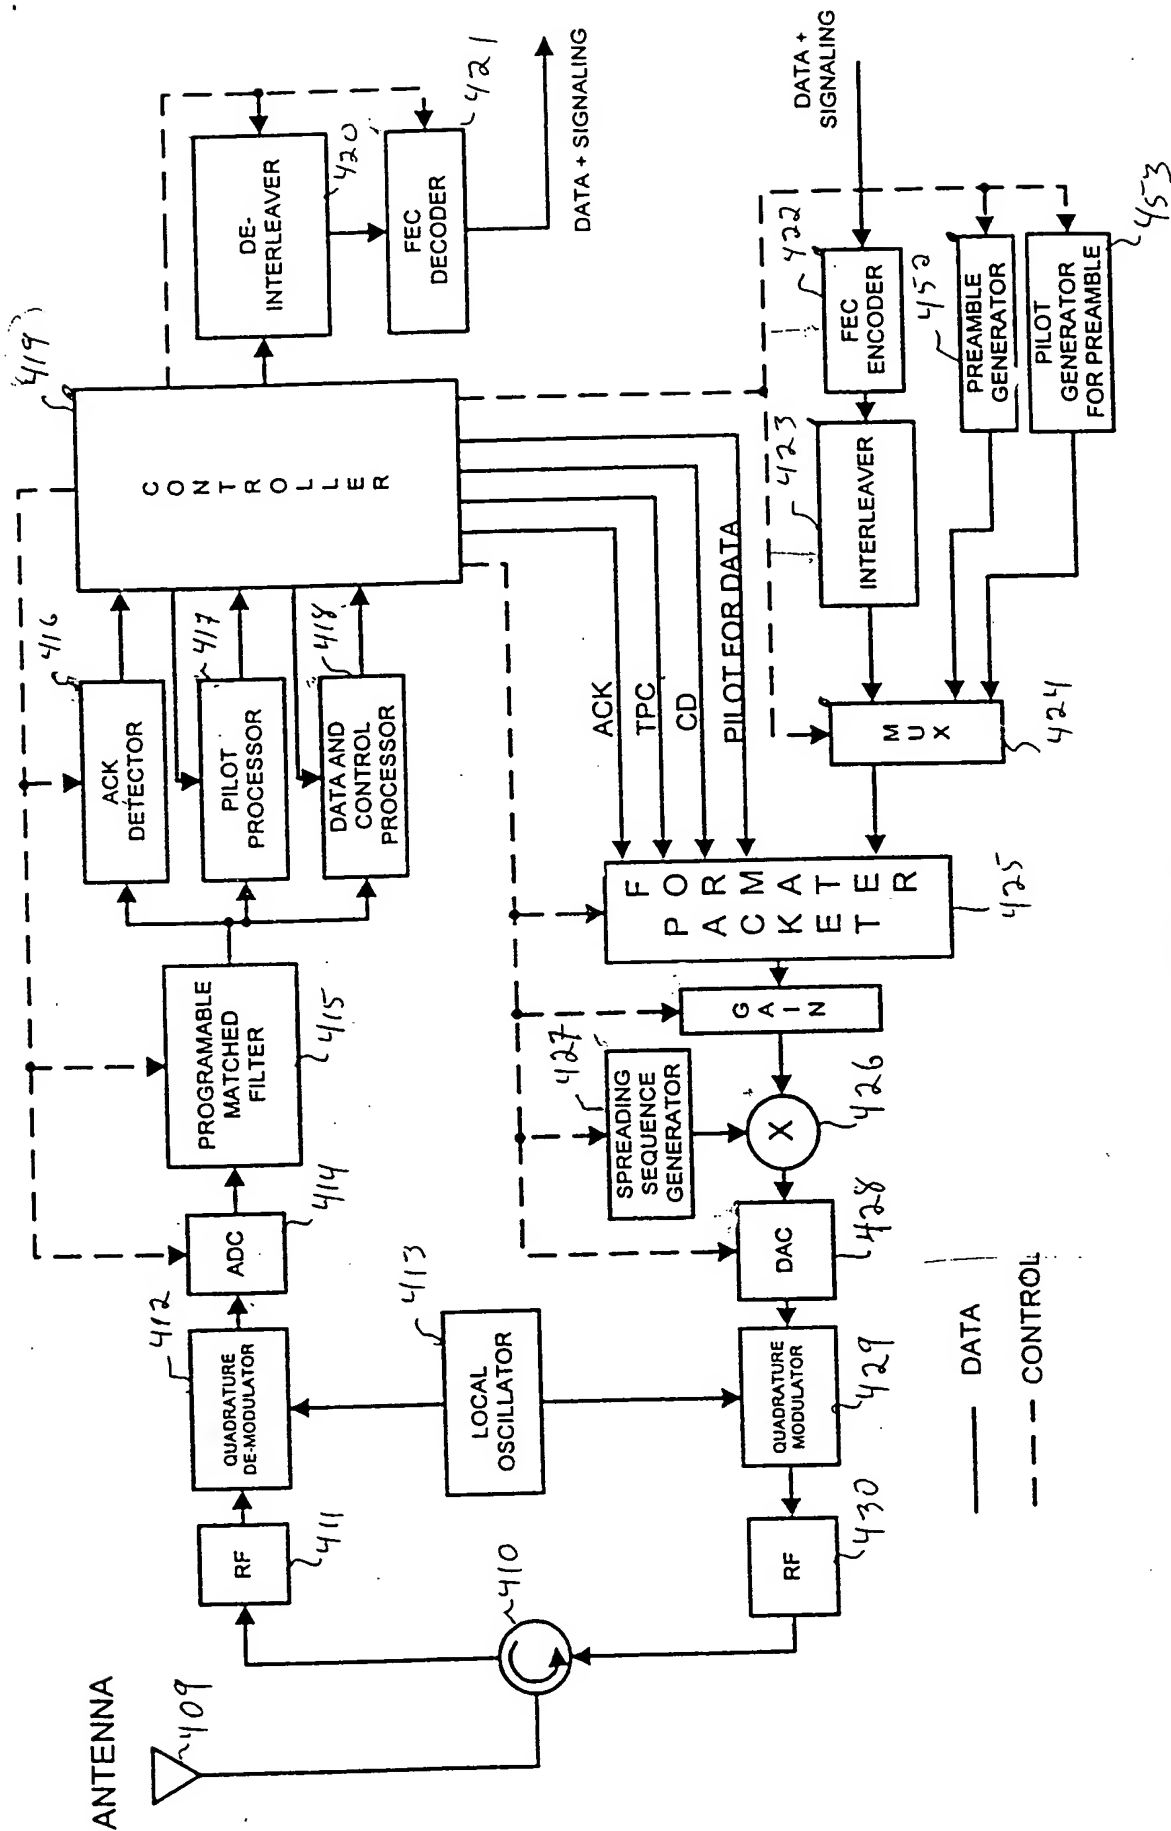 ANTENNA
409
410
RF
411
QUADRATURE
DE-MODULATOR
412
LOCAL
OSCILLATOR
413
ADC
414
PROGRAMABLE
MATCHED
FILTER
415
ACK
DETECTOR
416
PILOT
PROCESSOR
417
DATA AND
CONTROL
PROCESSOR
418
CONTROLLER
419
DE-
INTERLEAVER
420
FEC
DECODER
421
DATA + SIGNALING
DATA +
SIGNALING
FEC
ENCODER
422
INTERLEAVER
423
PREAMBLE
GENERATOR
452
PILOT
GENERATOR
FOR PREAMBLE
453
MUX
424
ACK
TPC
CD
PILOT FOR DATA
PACKET
FORMATTER
425
GAIN
SPREADING
SEQUENCE
GENERATOR
427
X
426
DAC
428
QUADRATURE
MODULATOR
429
RF
430
DATA
CONTROL